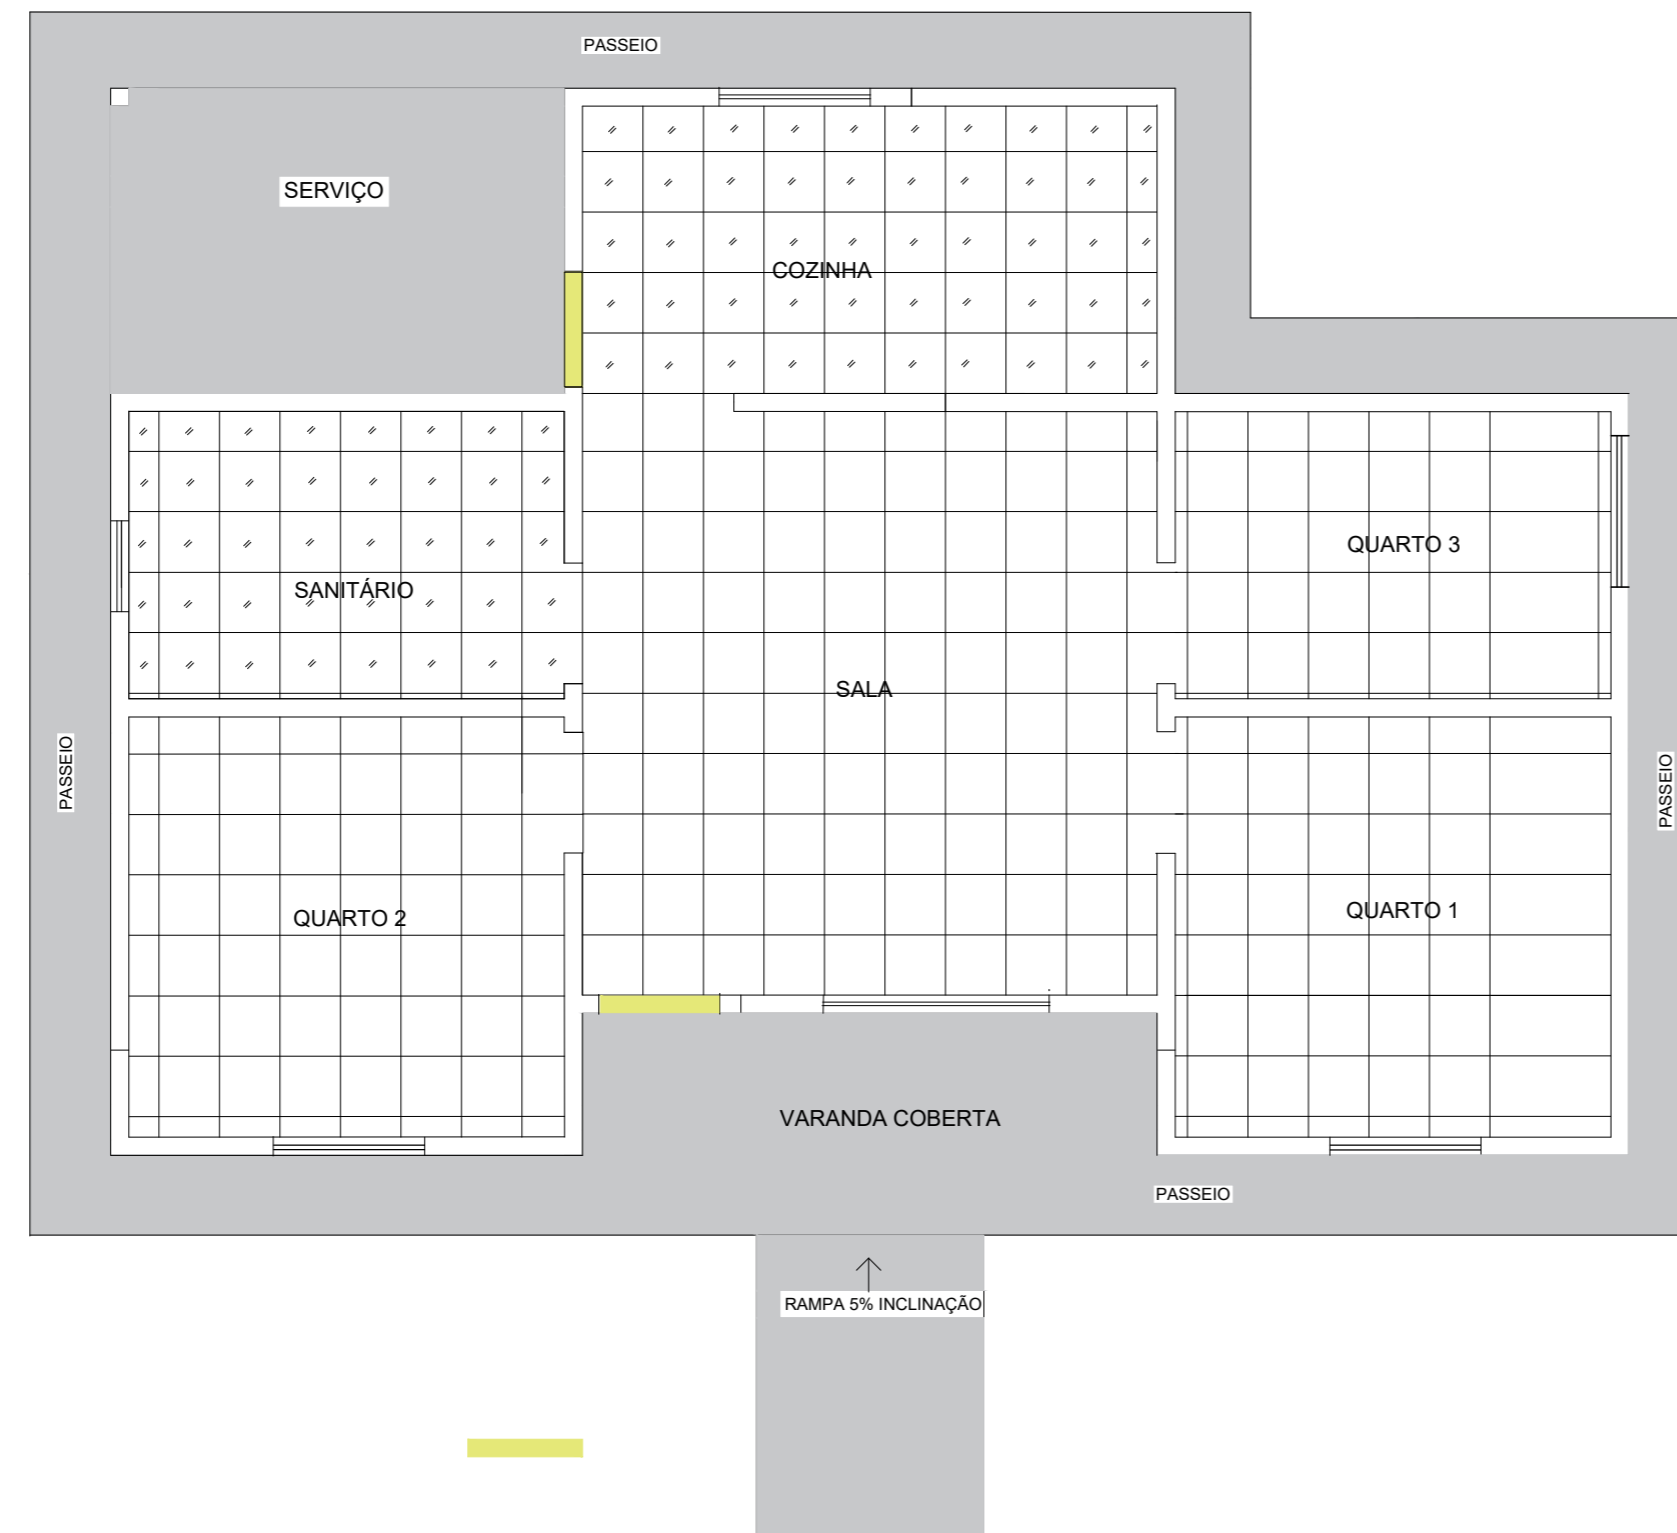 PASSEIO
SERVIÇO
COZINHA
QUARTO 3
SANITÁRIO
SALA
PASSEIO
PASSEIO
QUARTO 2
QUARTO 1
VARANDA COBERTA
PASSEIO
RAMPA 5% INCLINAÇÃO